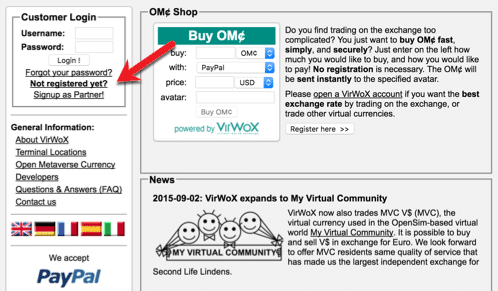 Customer Login
Username:
Password:
Login !
Forgot your password?
Not registered yet?
Signup as Partner!
General Information:
About VirWoX
Terminal Locations
Open Metaverse Currency
Developers
Questions & Answers (FAQ)
Contact us
We accept
PayPal
OM¢ Shop
Buy OM¢
buy: OM¢
with: PayPal
price: USD
avatar:
Buy OM¢
powered by VirWoX
Do you find trading on the exchange too
complicated? You just want to buy OM¢ fast,
simply, and securely? Just enter on the left how
much you would like to buy, and how you would like
to pay! No registration is necessary. The OM¢ will
be sent instantly to the specified avatar.
Please open a VirWoX account if you want the best
exchange rate by trading on the exchange, or
trade other virtual currencies.
Register here >>
News
2015-09-02: VirWoX expands to My Virtual Community
MY VIRTUAL COMMUNITY
VirWoX now also trades MVC V$ (MVC), the
virtual currency used in the OpenSim-based virtual
world My Virtual Community. It is possible to buy
and sell V$ in exchange for Euro. We look forward
to offer MVC residents same quality of service that
has made us the largest independent exchange for
Second Life Lindens.